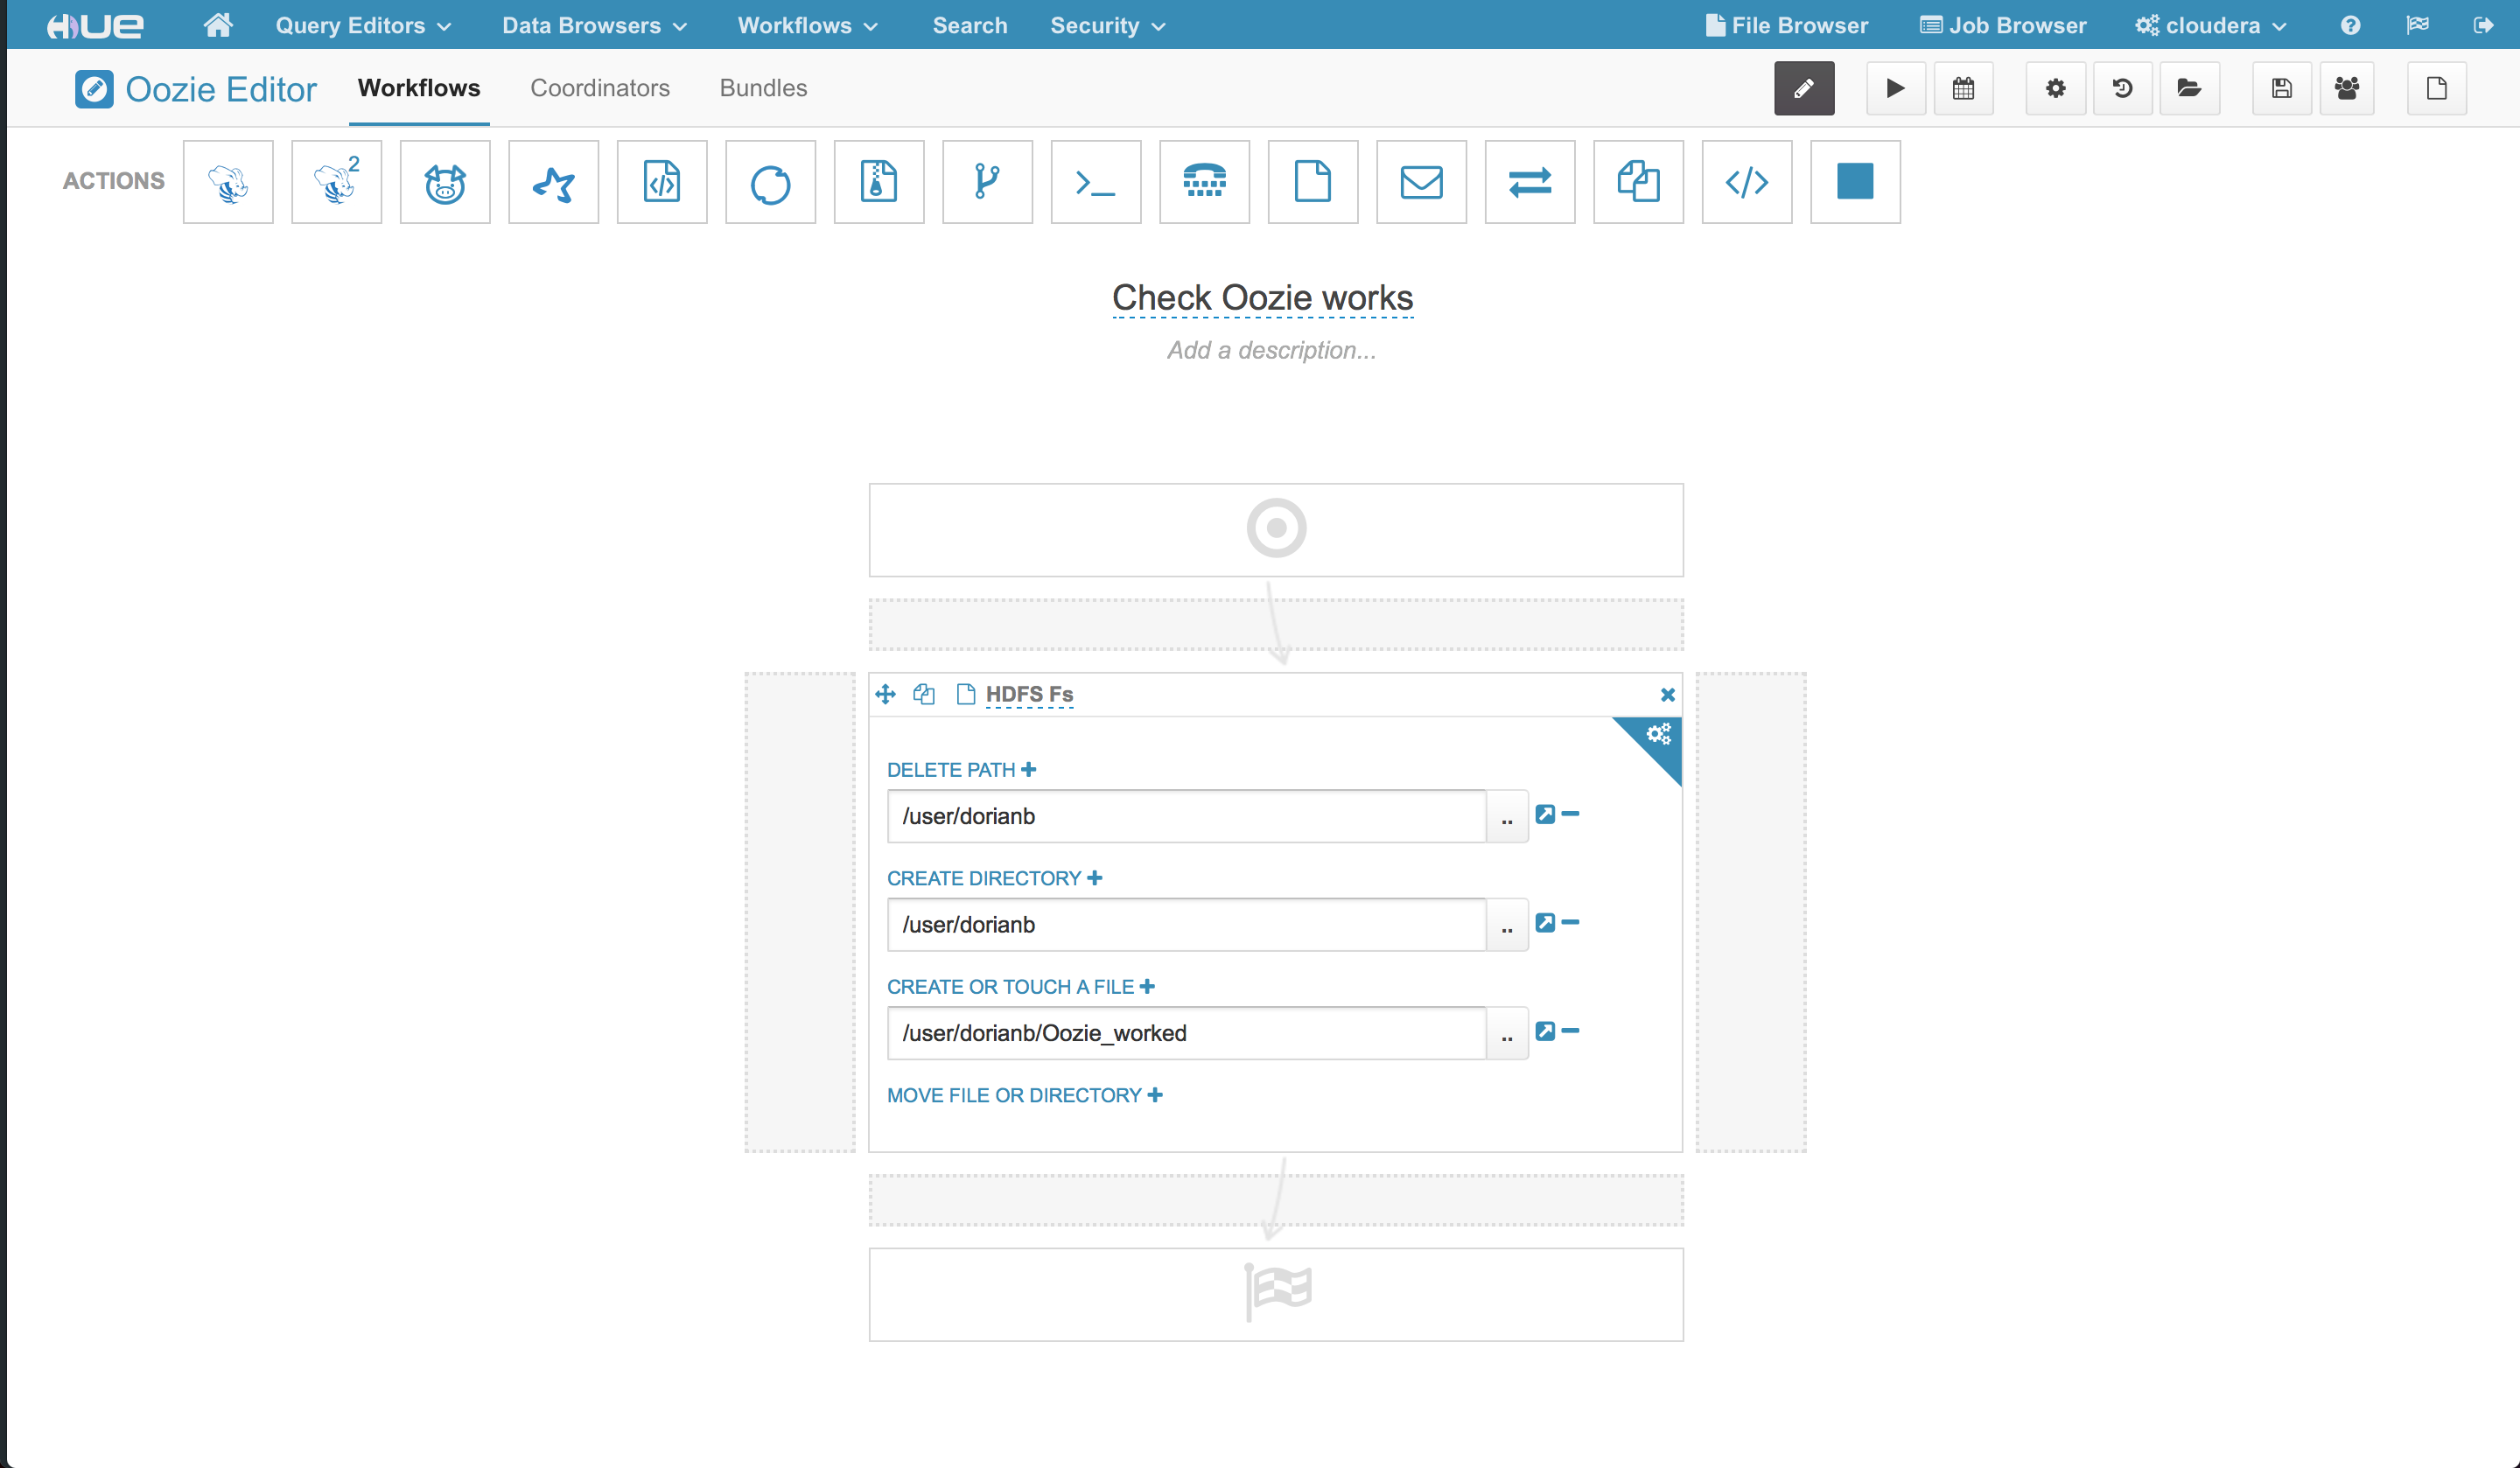 HUE Query Editors Data Browsers Workflows Search Security File Browser Job Browser cloudera
Oozie Editor Workflows Coordinators Bundles
ACTIONS 2
Check Oozie works
Add a description...
HDFS Fs
DELETE PATH
/user/dorianb ..
CREATE DIRECTORY
/user/dorianb ..
CREATE OR TOUCH A FILE
/user/dorianb/Oozie_worked ..
MOVE FILE OR DIRECTORY